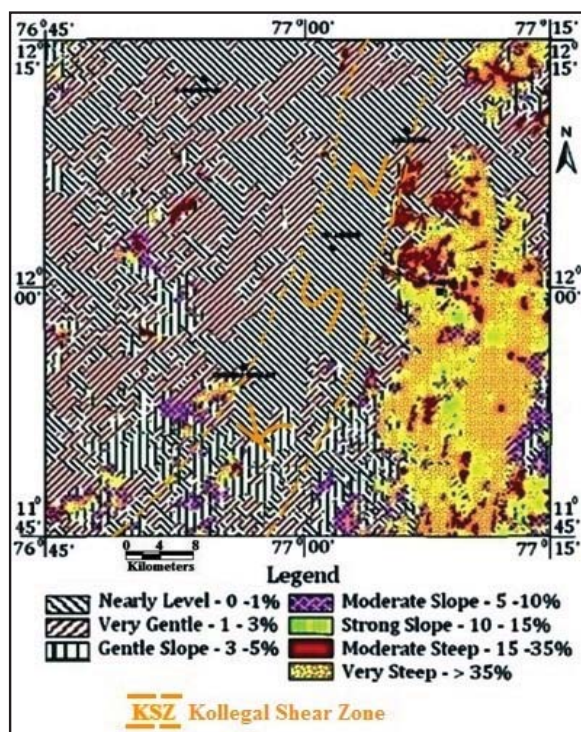 76°45' 77°00' 77°15'
12°15' 12°15'
N
Z
12°00' 12°00'
S
K
11°45' 11°45'
76°45' 77°00' 77°15'
0 4 8
Kilometers
Legend
Nearly Level - 0 -1%
Very Gentle - 1 - 3%
Gentle Slope - 3 -5%
Moderate Slope - 5 -10%
Strong Slope - 10 - 15%
Moderate Steep - 15 -35%
Very Steep - > 35%
KSZ Kollegal Shear Zone